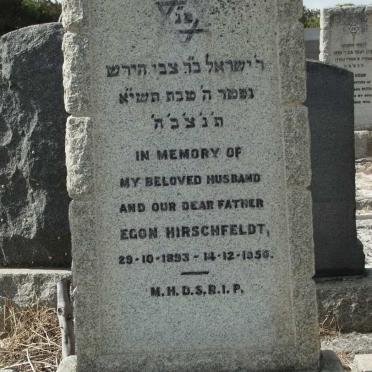 פ נ
ר' ישראל ב"ר צבי הירש
נפטר ה' טבת תשי"א
ת' נ' צ' ב' ה'
IN MEMORY OF
MY BELOVED HUSBAND
AND OUR DEAR FATHER
EGON HIRSCHFELDT,
29-10-1893 - 14-12-1950.
M.H.D.S.R.I.P.